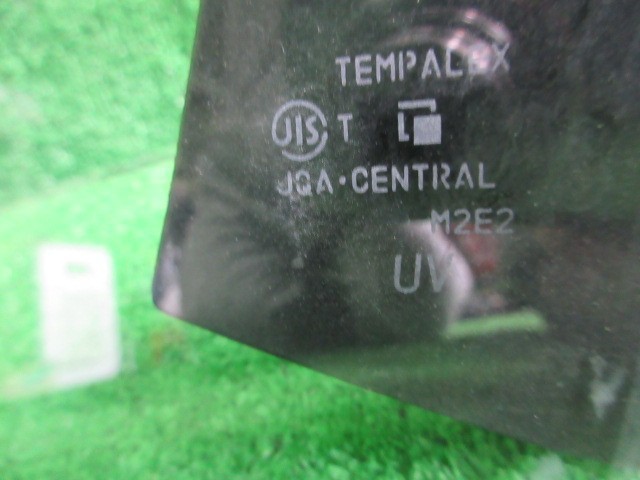 TEMPALEX
JIS T
JQA·CENTRAL
M2E2
UV